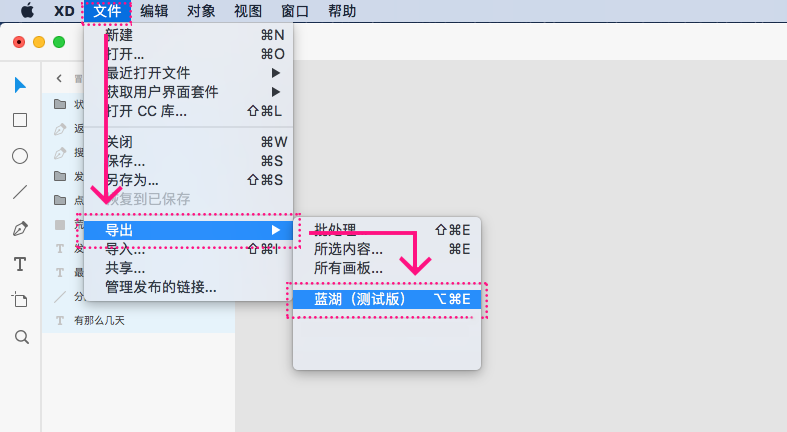 XD 文件 编辑 对象 视图 窗口 帮助
新建 ⌘N
打开... ⌘O
最近打开文件 ▶
获取用户界面套件 ▶
打开 CC 库... ⇧⌘L
关闭 ⌘W
保存... ⌘S
另存为... ⇧⌘S
恢复到已保存
导出 ▶
导入... ⇧⌘I
共享...
管理发布的链接...
批处理 ⇧⌘E
所选内容... ⌘E
所有画板...
蓝湖（测试版） ⌥⌘E
状
返
搜
发
点
荒
T 发
T 最
分
T 有那么几天